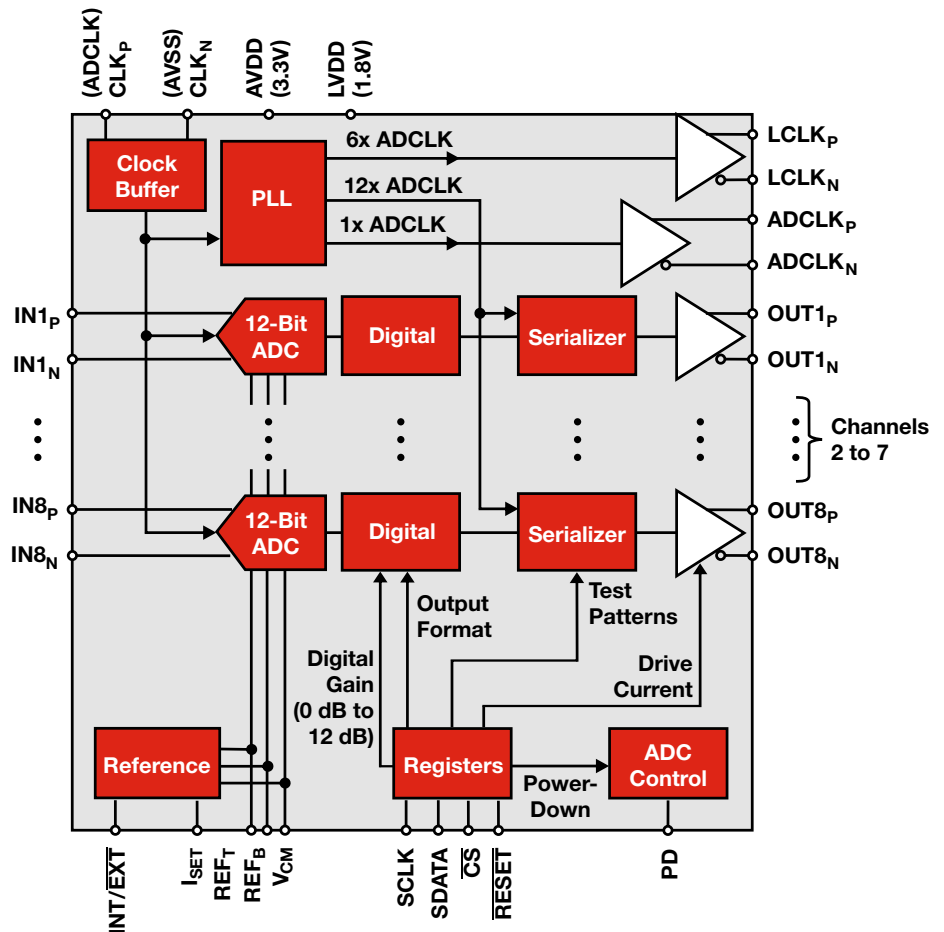 (ADCLK)
CLKP
(AVSS)
CLKN
AVDD
(3.3V)
LVDD
(1.8V)
6x ADCLK
12x ADCLK
1x ADCLK
Clock
Buffer
PLL
LCLKP
LCLKN
ADCLKP
ADCLKN
IN1P
IN1N
12-Bit
ADC
Digital
Serializer
OUT1P
OUT1N
Channels
2 to 7
IN8P
IN8N
12-Bit
ADC
Digital
Serializer
OUT8P
OUT8N
Output
Format
Test
Patterns
Digital
Gain
(0 dB to
12 dB)
Drive
Current
Reference
Registers
Power-
Down
ADC
Control
INT/EXT
ISET
REFT
REFB
VCM
SCLK
SDATA
CS
RESET
PD